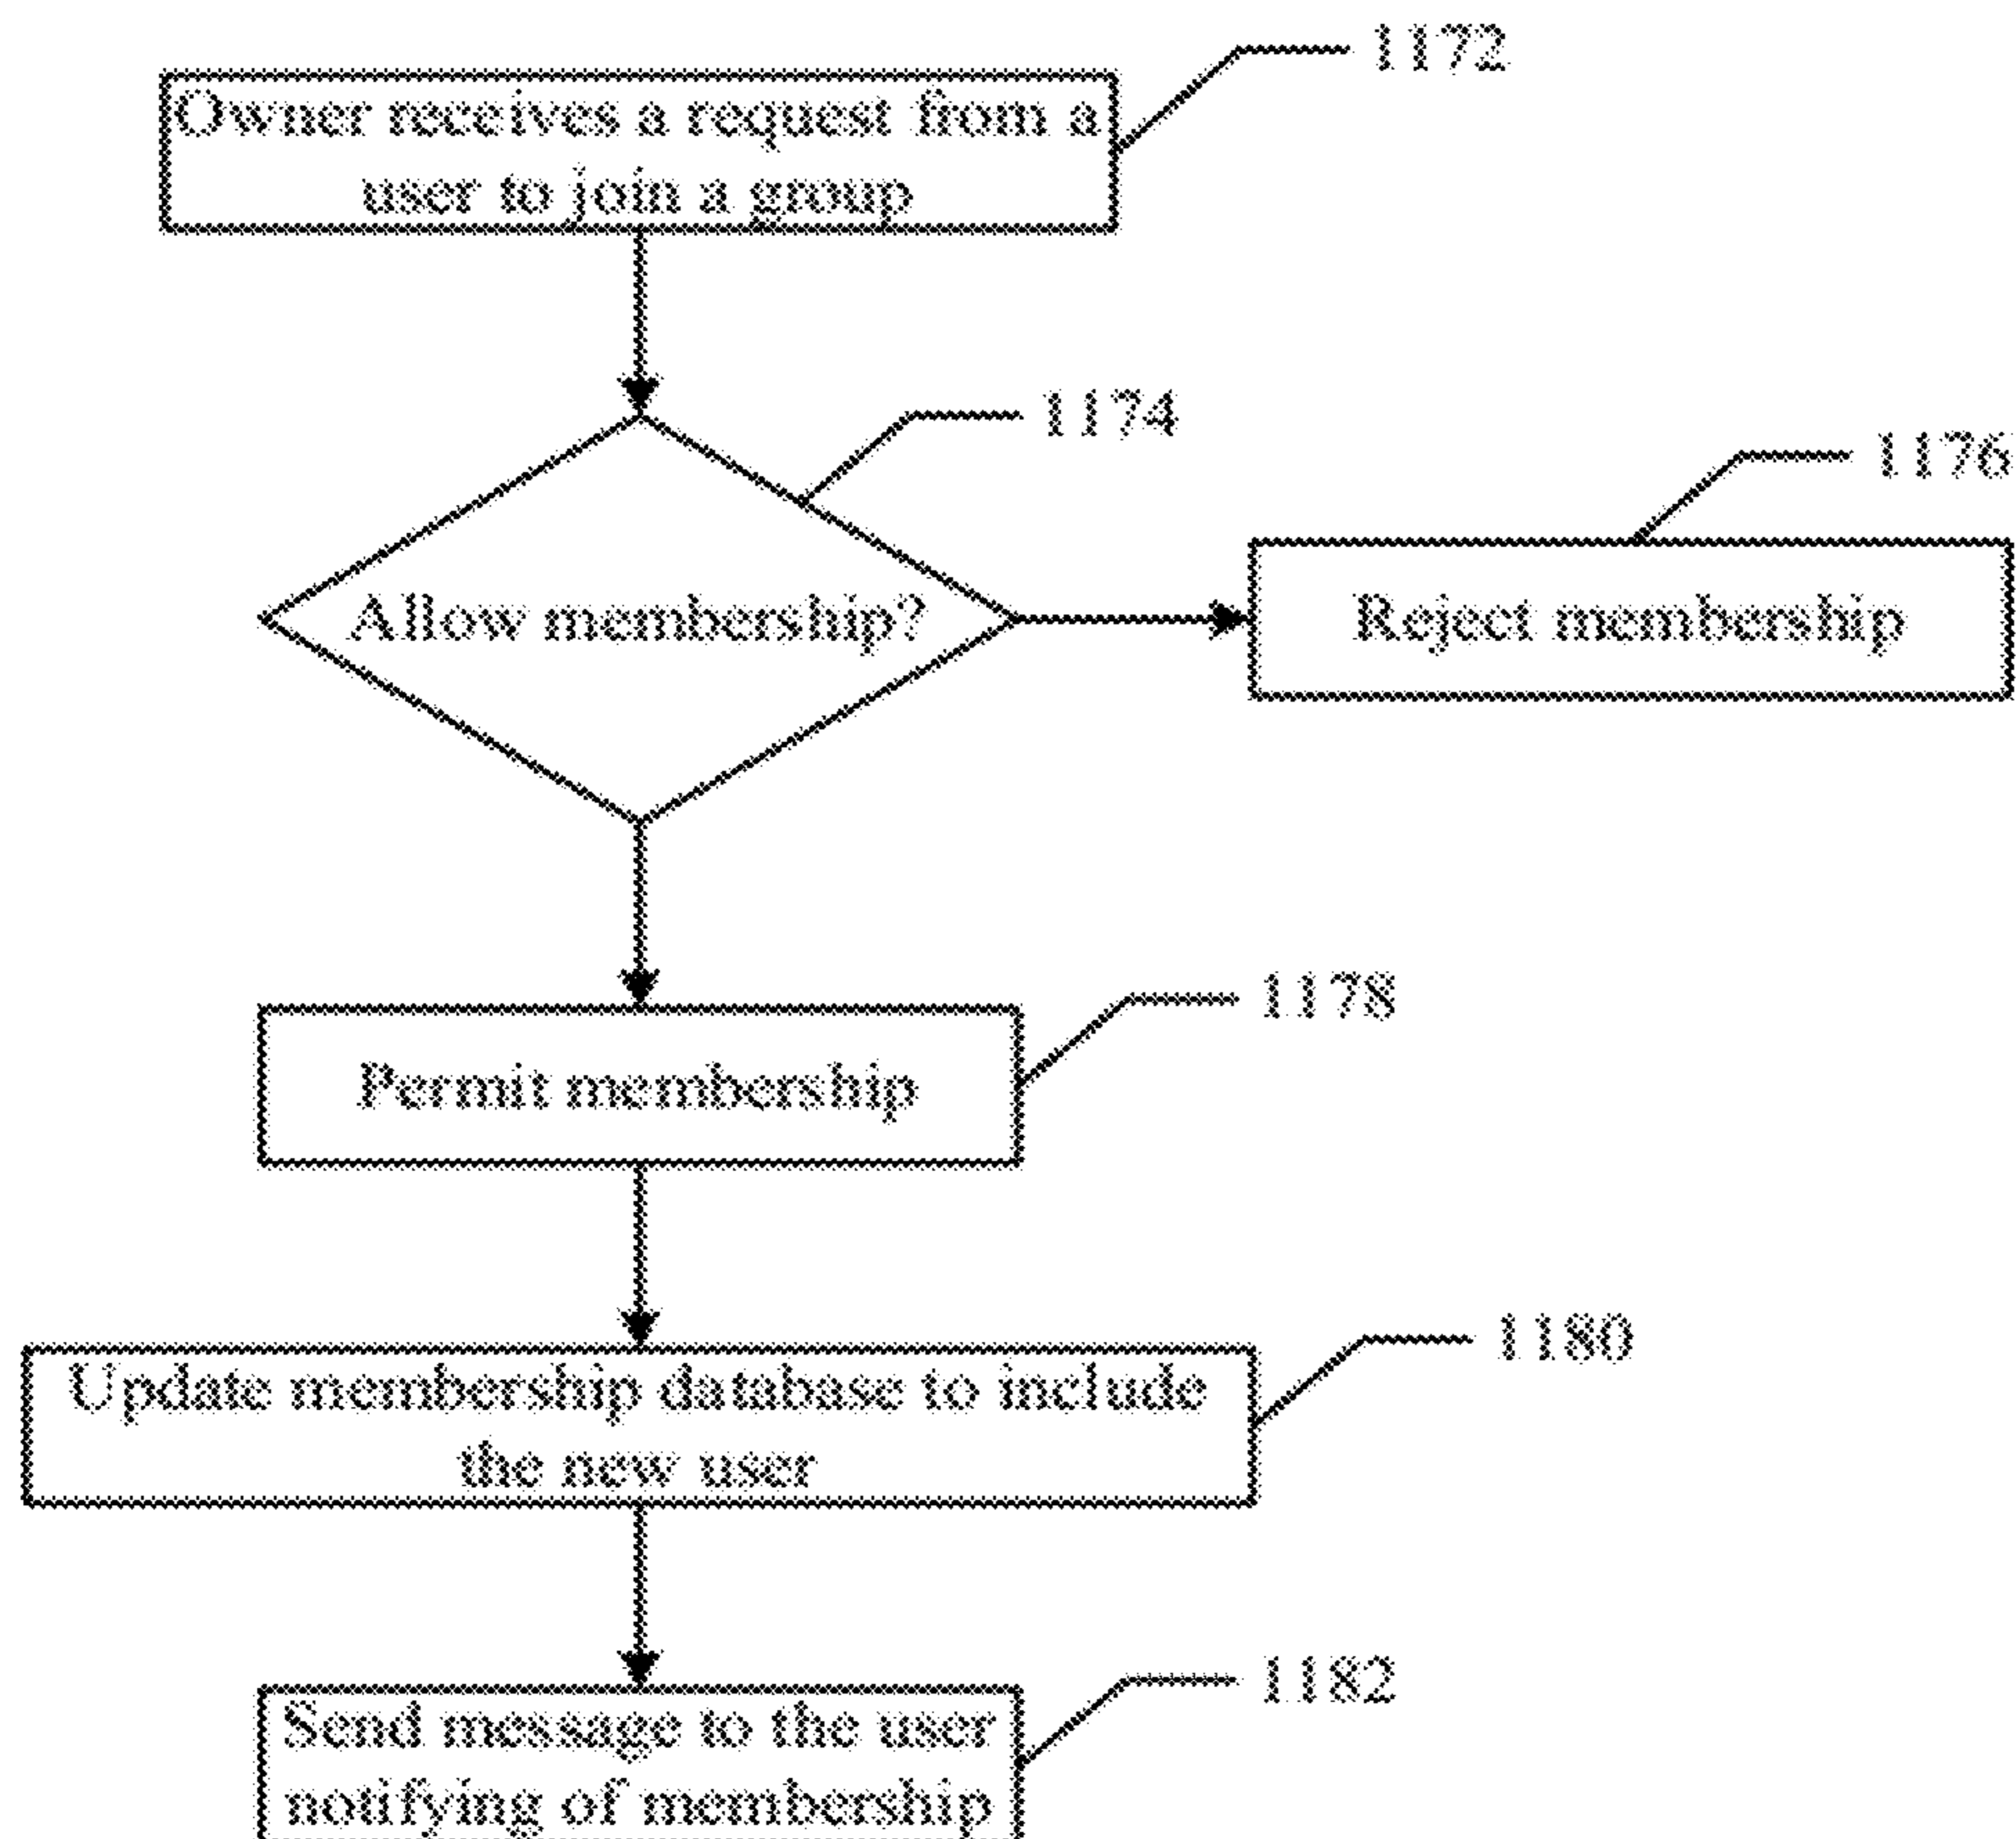 1172
Owner receives a request from a
user to join a group
1174
1176
Allow membership?
Reject membership
1178
Permit membership
1180
Update membership database to include
the new user
1182
Send message to the user
notifying of membership